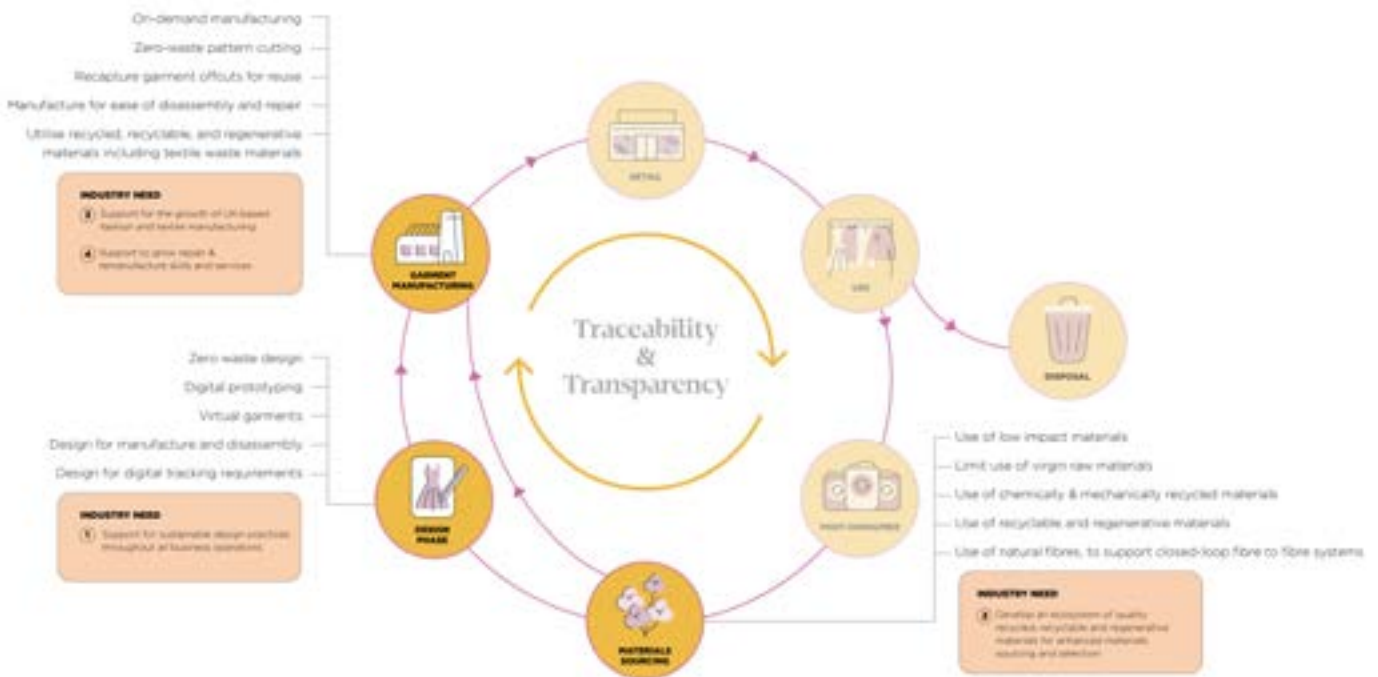 On-demand manufacturing
Zero-waste pattern cutting
Recapture garment offcuts for reuse
Manufacture for ease of disassembly and repair
Utilise recycled, recyclable, and regenerative
materials including textile waste materials
INDUSTRY NEED
3 Support for the growth of UK-based
fashion and textile manufacturing
4 Support to grow repair &
remanufacture skills and services
RETAIL
GARMENT
MANUFACTURING
USE
Traceability
&
Transparency
DISPOSAL
Zero waste design
Digital prototyping
Virtual garments
Design for manufacture and disassembly
Design for digital tracking requirements
INDUSTRY NEED
1 Support for sustainable design practices
throughout all business operations
DESIGN
PHASE
POST-CONSUMER
MATERIALS
SOURCING
Use of low impact materials
Limit use of virgin raw materials
Use of chemically & mechanically recycled materials
Use of recyclable and regenerative materials
Use of natural fibres, to support closed-loop fibre to fibre systems
INDUSTRY NEED
2 Develop an ecosystem of quality
recycled, recyclable and regenerative
materials for enhanced materials
sourcing and selection